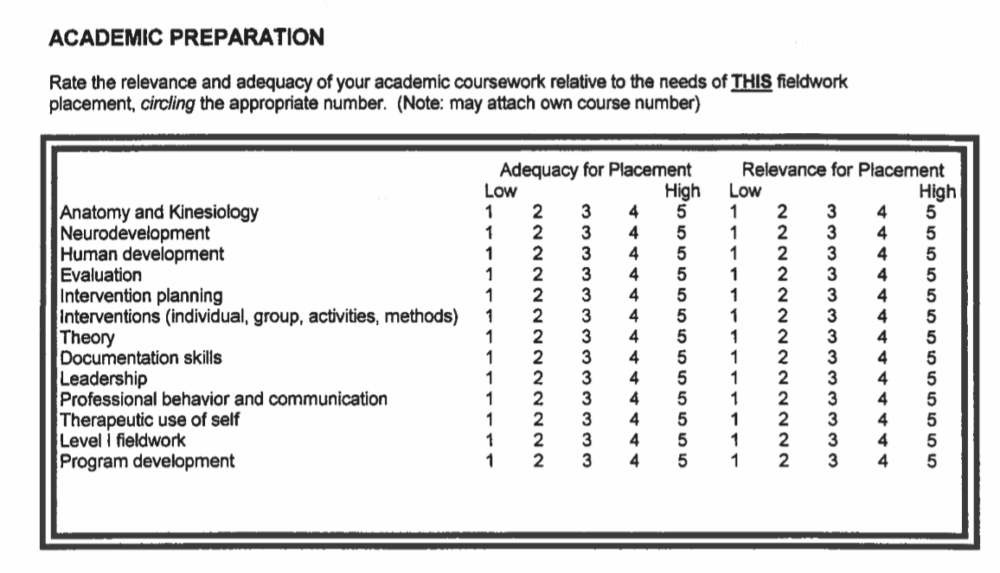 ACADEMIC PREPARATION
Rate the relevance and adequacy of your academic coursework relative to the needs of THIS fieldwork
placement, circling the appropriate number. (Note: may attach own course number)
Adequacy for Placement Relevance for Placement
Low High Low High
Anatomy and Kinesiology 1 2 3 4 5 1 2 3 4 5
Neurodevelopment 1 2 3 4 5 1 2 3 4 5
Human development 1 2 3 4 5 1 2 3 4 5
Evaluation 1 2 3 4 5 1 2 3 4 5
Intervention planning 1 2 3 4 5 1 2 3 4 5
Interventions (individual, group, activities, methods) 1 2 3 4 5 1 2 3 4 5
Theory 1 2 3 4 5 1 2 3 4 5
Documentation skills 1 2 3 4 5 1 2 3 4 5
Leadership 1 2 3 4 5 1 2 3 4 5
Professional behavior and communication 1 2 3 4 5 1 2 3 4 5
Therapeutic use of self 1 2 3 4 5 1 2 3 4 5
Level I fieldwork 1 2 3 4 5 1 2 3 4 5
Program development 1 2 3 4 5 1 2 3 4 5